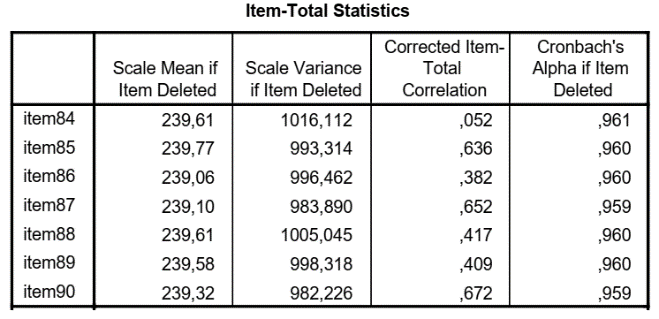 Item-Total Statistics
Corrected Item- Cronbach's
Scale Mean if Scale Variance Total Alpha if Item
Item Deleted if Item Deleted Correlation Deleted
item84 239,61 1016,112 ,052 ,961
item85 239,77 993,314 ,636 ,960
item86 239,06 996,462 ,382 ,960
item87 239,10 983,890 ,652 ,959
item88 239,61 1005,045 ,417 ,960
item89 239,58 998,318 ,409 ,960
item90 239,32 982,226 ,672 ,959